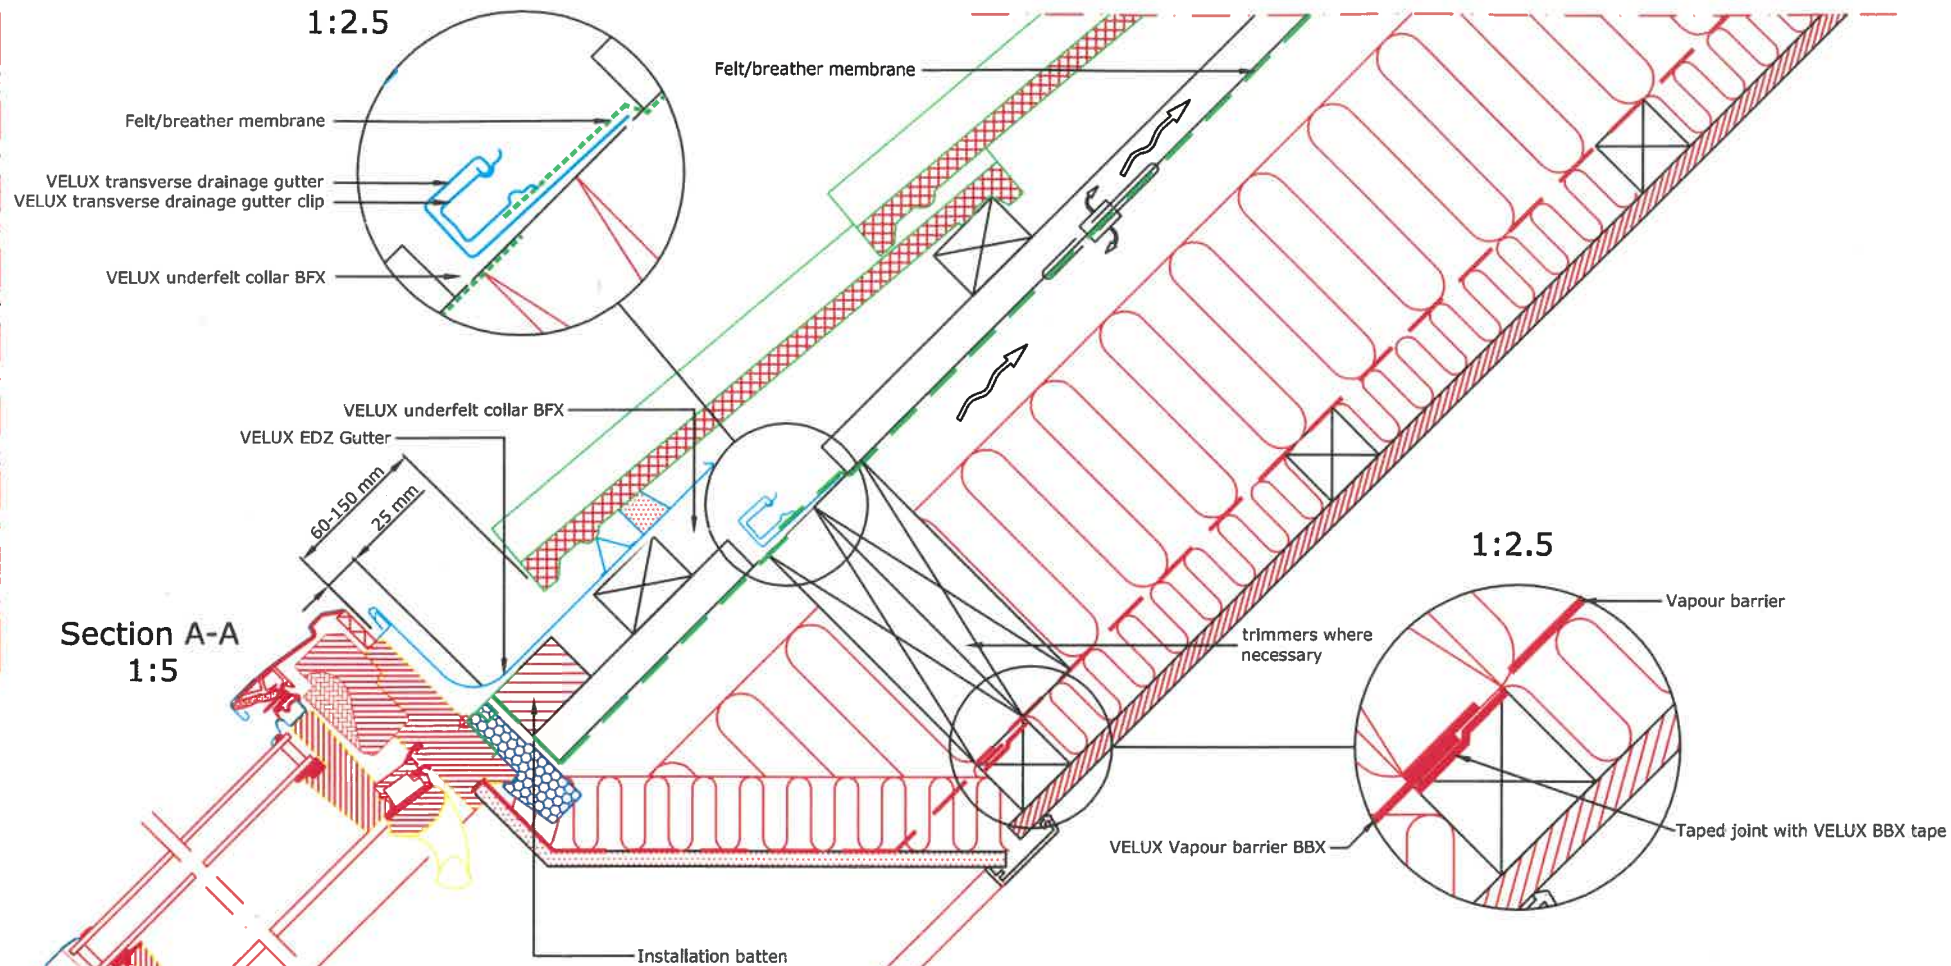 1:2.5
Felt/breather membrane
Felt/breather membrane
VELUX transverse drainage gutter
VELUX transverse drainage gutter clip
VELUX underfelt collar BFX
VELUX underfelt collar BFX
VELUX EDZ Gutter
60-150 mm
25 mm
Section A-A
1:5
1:2.5
Vapour barrier
trimmers where
necessary
Taped joint with VELUX BBX tape
VELUX Vapour barrier BBX
Installation batten